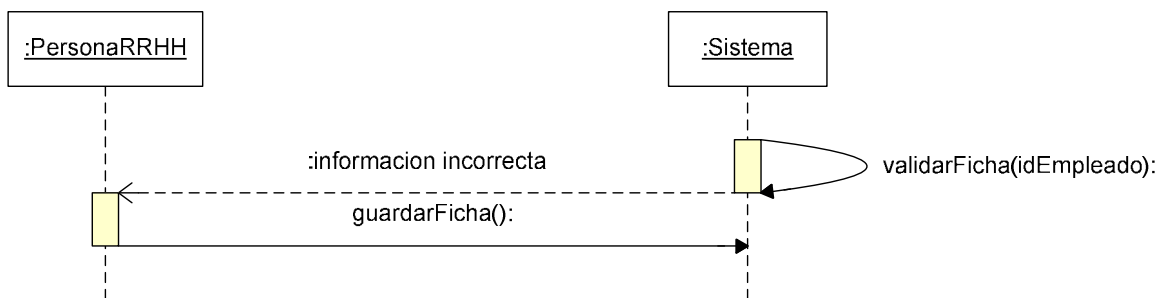 :PersonaRRHH
:Sistema
:informacion incorrecta
validarFicha(idEmpleado):
guardarFicha():